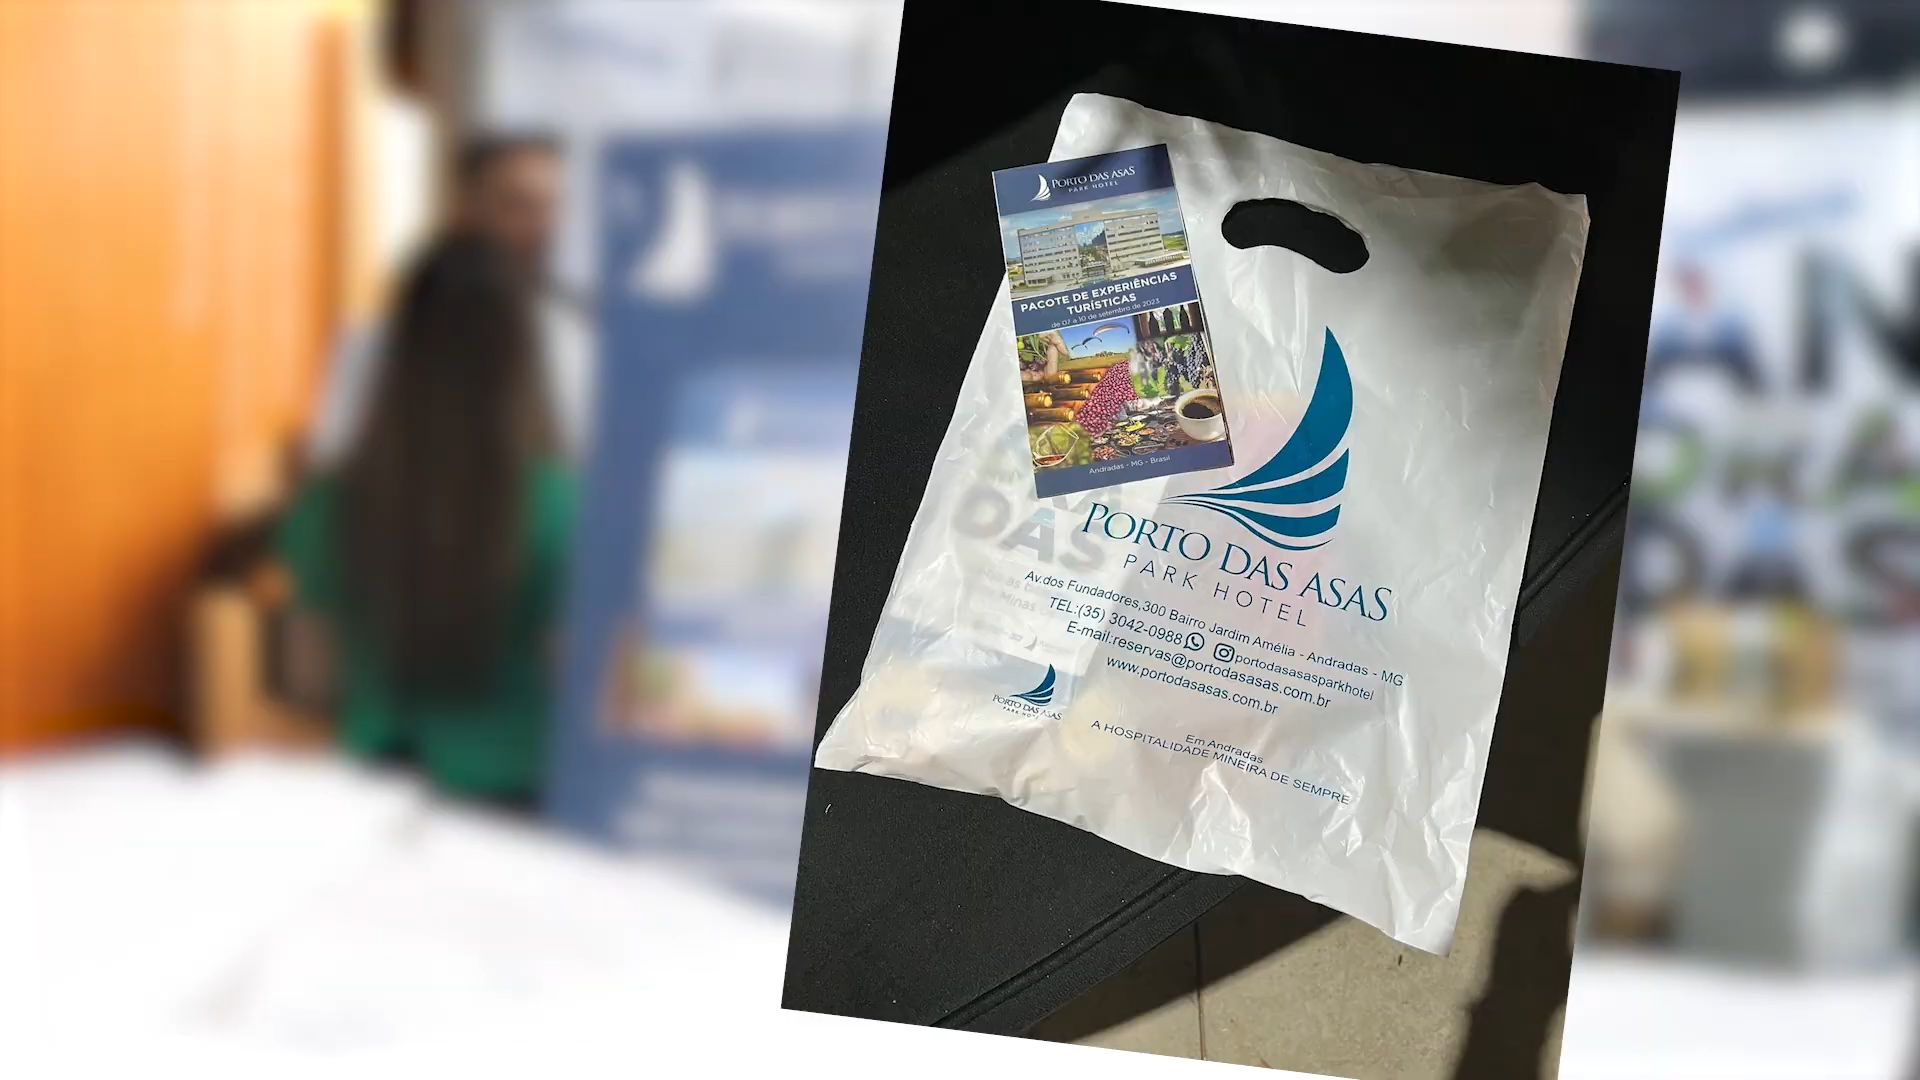 PORTO DAS ASAS
PARK HOTEL
PACOTE DE EXPERIÊNCIAS
TURÍSTICAS
de 07 a 10 de setembro de 2023
Andradas - MG - Brasil
DAS
Minas
PORTO DAS ASAS
PARK HOTEL
Av.dos Fundadores,300 Bairro Jardim Amélia - Andradas - MG
TEL:(35) 3042-0988 portodasasasparkhotel
E-mail:reservas@portodasasas.com.br
www.portodasasas.com.br
PORTO DAS ASAS
PARK HOTEL
Em Andradas
A HOSPITALIDADE MINEIRA DE SEMPRE